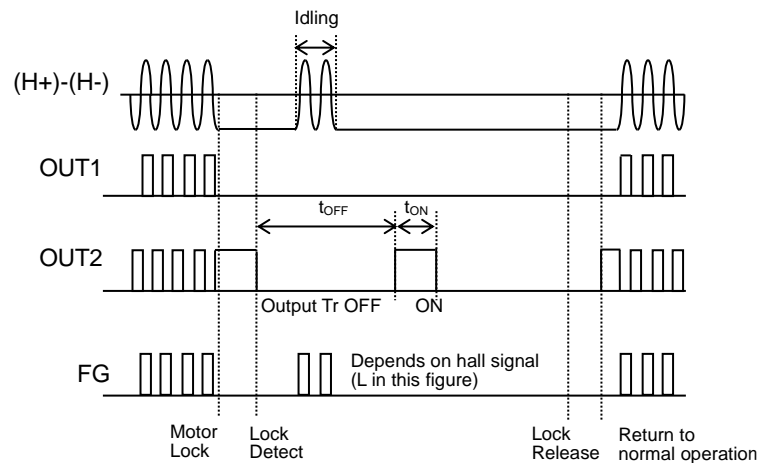 Idling
(H+)-(H-)
OUT1
tOFF
tON
OUT2
Output Tr OFF
ON
FG
Depends on hall signal
(L in this figure)
Motor
Lock
Lock
Detect
Lock
Release
Return to
normal operation